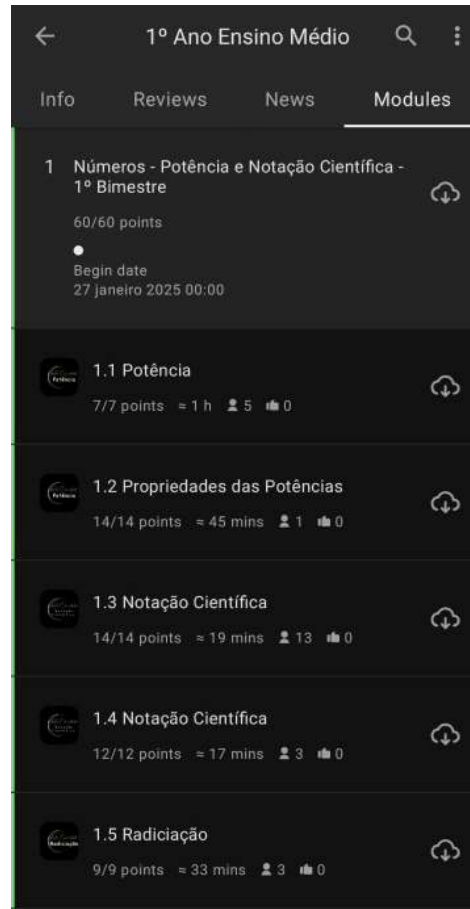 1º Ano Ensino Médio
Info Reviews News Modules
1 Números - Potência e Notação Científica -
1º Bimestre
60/60 points
Begin date
27 janeiro 2025 00:00
Potência
1.1 Potência
7/7 points ≈ 1 h 5 0
Potência
1.2 Propriedades das Potências
14/14 points ≈ 45 mins 1 0
1.3 Notação Científica
14/14 points ≈ 19 mins 13 0
1.4 Notação Científica
12/12 points ≈ 17 mins 3 0
Radiciação
1.5 Radiciação
9/9 points ≈ 33 mins 3 0